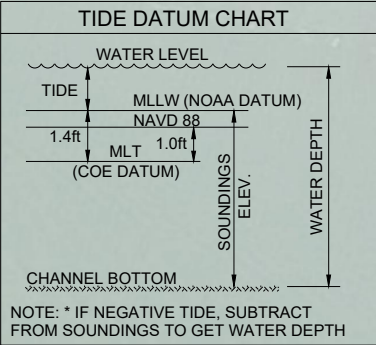 TIDE DATUM CHART
WATER LEVEL
TIDE
MLLW (NOAA DATUM)
NAVD 88
1.4ft
1.0ft
MLT
(COE DATUM)
SOUNDINGS
ELEV.
WATER DEPTH
CHANNEL BOTTOM
NOTE: * IF NEGATIVE TIDE, SUBTRACT
FROM SOUNDINGS TO GET WATER DEPTH